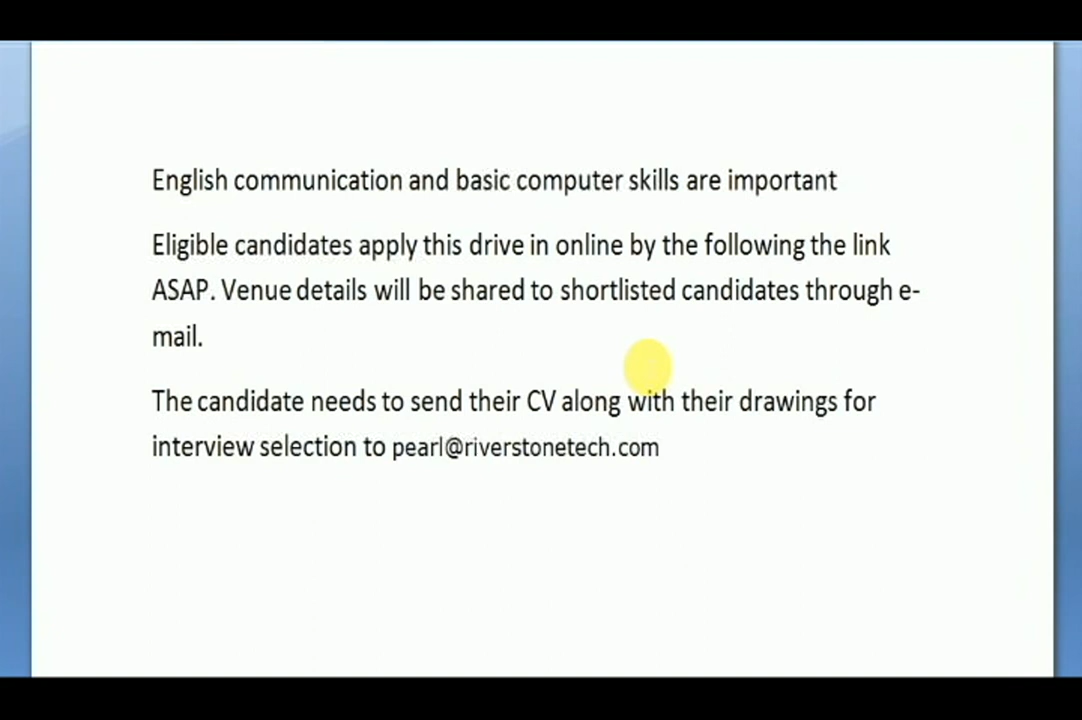 English communication and basic computer skills are important
Eligible candidates apply this drive in online by the following the link
ASAP. Venue details will be shared to shortlisted candidates through e-
mail.
The candidate needs to send their CV along with their drawings for
interview selection to pearl@riverstonetech.com